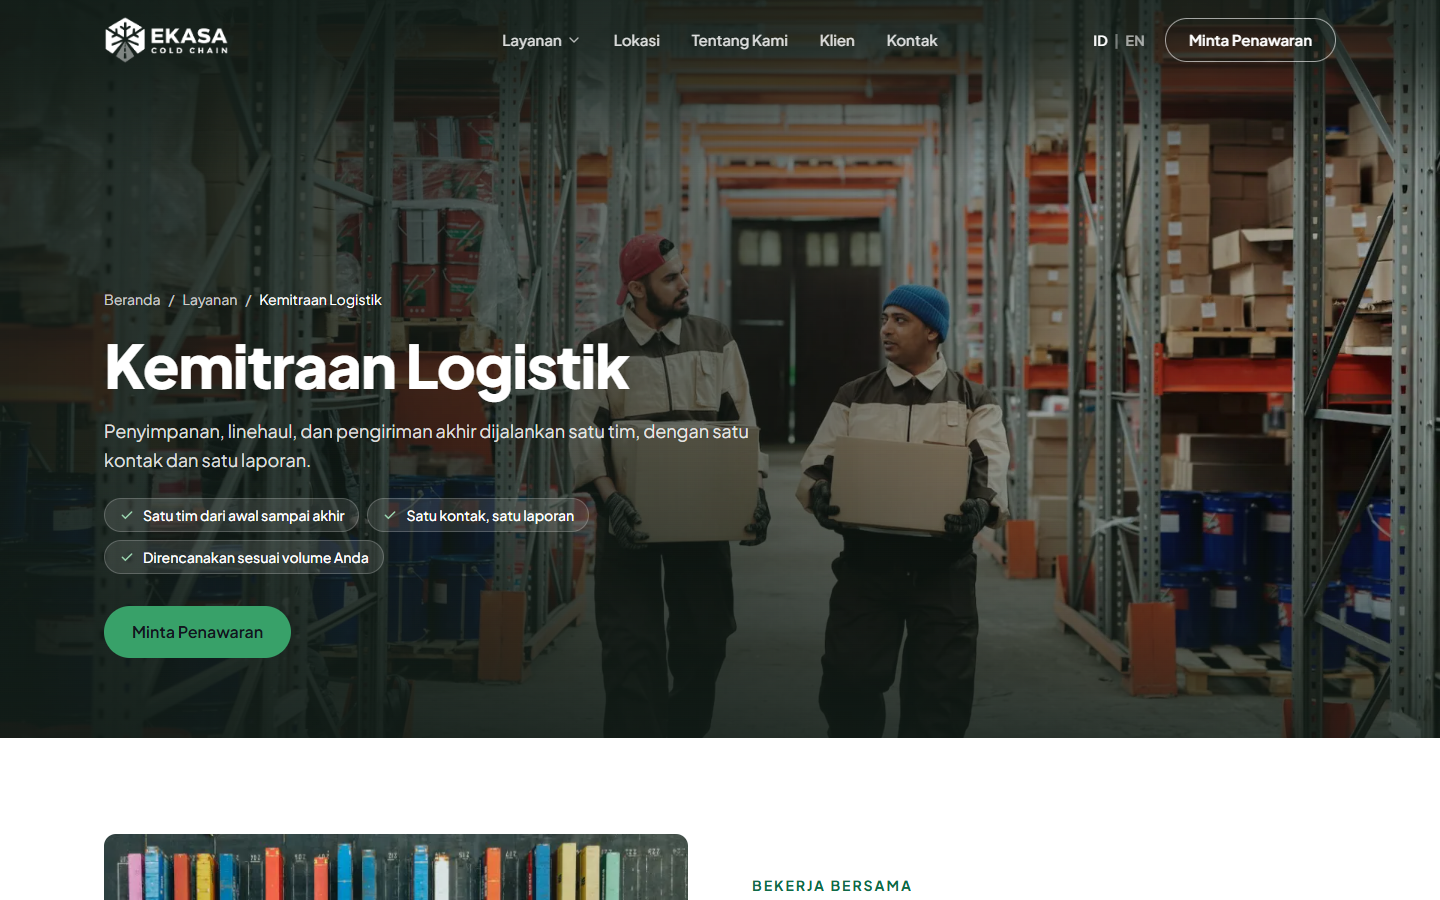 EKASA
COLD CHAIN
Layanan
Lokasi
Tentang Kami
Klien
Kontak
ID | EN
Minta Penawaran
Beranda / Layanan / Kemitraan Logistik
Kemitraan Logistik
Penyimpanan, linehaul, dan pengiriman akhir dijalankan satu tim, dengan satu
kontak dan satu laporan.
Satu tim dari awal sampai akhir
Satu kontak, satu laporan
Direncanakan sesuai volume Anda
Minta Penawaran
BEKERJA BERSAMA